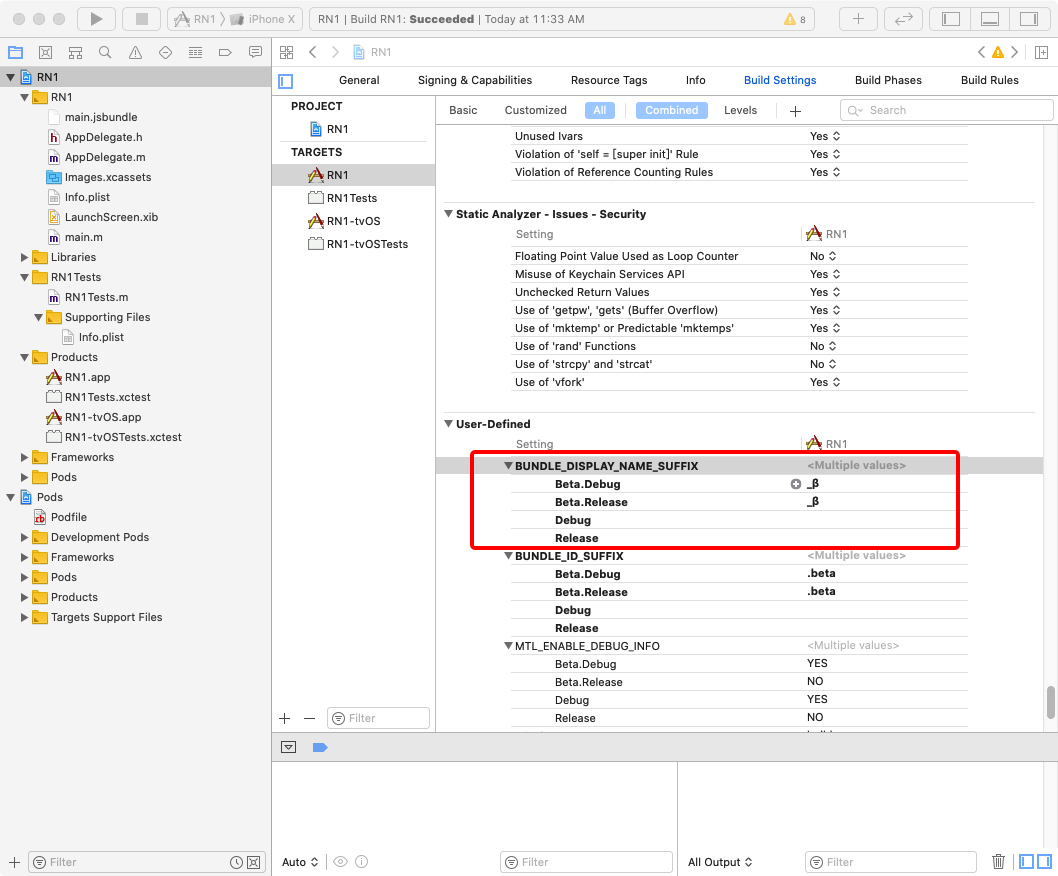 RN1 〉 iPhone X
RN1 | Build RN1: Succeeded | Today at 11:33 AM
8
RN1
General
Signing & Capabilities
Resource Tags
Info
Build Settings
Build Phases
Build Rules
Basic
Customized
All
Combined
Levels
Search
RN1
RN1
main.jsbundle
AppDelegate.h
AppDelegate.m
Images.xcassets
Info.plist
LaunchScreen.xib
main.m
Libraries
RN1Tests
RN1Tests.m
Supporting Files
Info.plist
Products
RN1.app
RN1Tests.xctest
RN1-tvOS.app
RN1-tvOSTests.xctest
Frameworks
Pods
Pods
Podfile
Development Pods
Frameworks
Pods
Products
Targets Support Files
Filter
PROJECT
RN1
TARGETS
RN1
RN1Tests
RN1-tvOS
RN1-tvOSTests
Filter
Unused Ivars Yes
Violation of 'self = [super init]' Rule Yes
Violation of Reference Counting Rules Yes
Static Analyzer - Issues - Security
Setting RN1
Floating Point Value Used as Loop Counter No
Misuse of Keychain Services API Yes
Unchecked Return Values Yes
Use of 'getpw', 'gets' (Buffer Overflow) Yes
Use of 'mktemp' or Predictable 'mktemps' Yes
Use of 'rand' Functions No
Use of 'strcpy' and 'strcat' No
Use of 'vfork' Yes
User-Defined
Setting RN1
BUNDLE_DISPLAY_NAME_SUFFIX <Multiple values>
Beta.Debug _β
Beta.Release _β
Debug
Release
BUNDLE_ID_SUFFIX <Multiple values>
Beta.Debug .beta
Beta.Release .beta
Debug
Release
MTL_ENABLE_DEBUG_INFO <Multiple values>
Beta.Debug YES
Beta.Release NO
Debug YES
Release NO
Auto
Filter
All Output
Filter